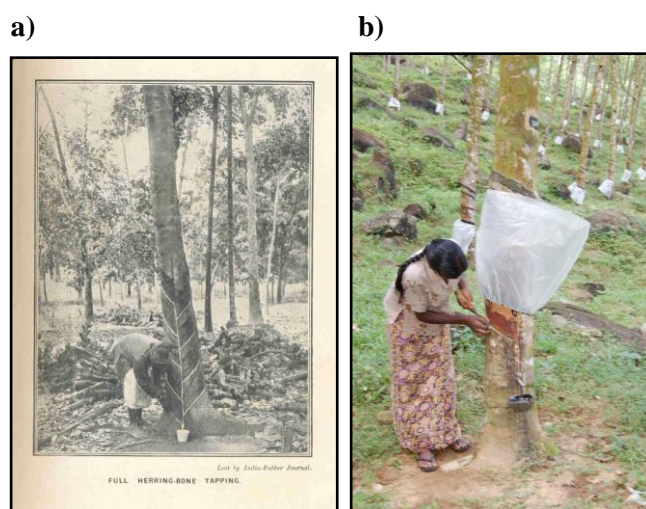 a)
b)
Lent by India-Rubber Journal.
FULL HERRING-BONE TAPPING.